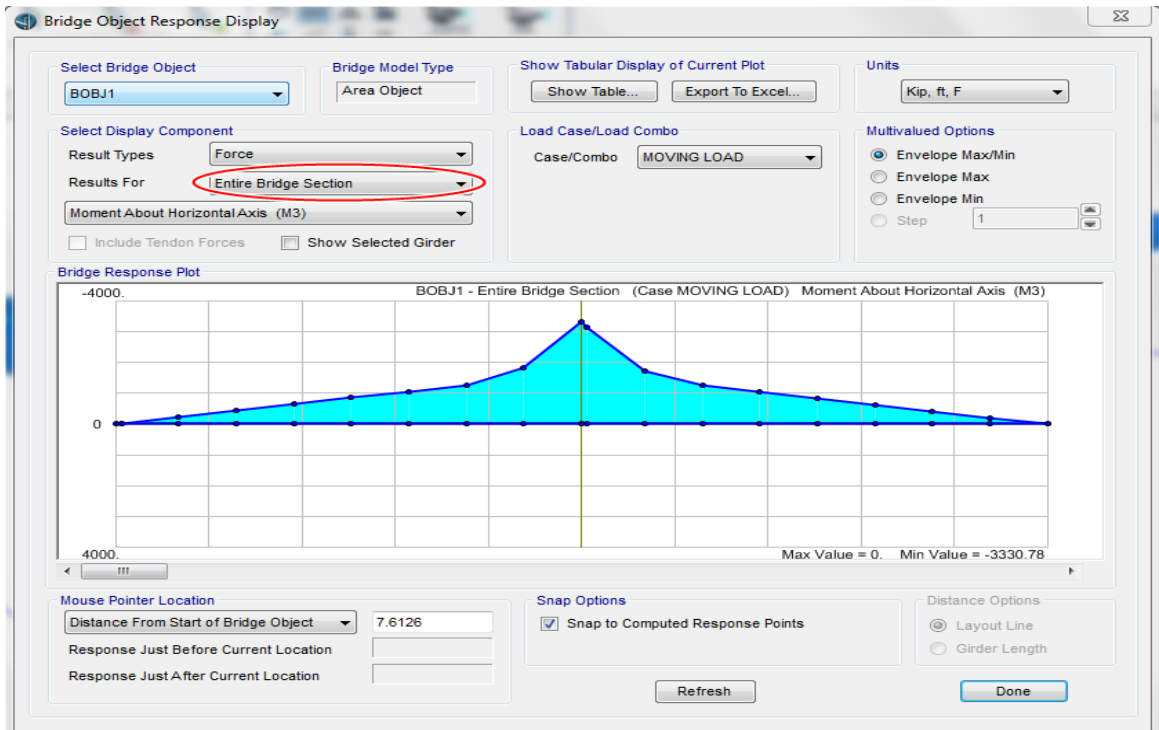 Bridge Object Response Display
Select Bridge Object
BOBJ1
Bridge Model Type
Area Object
Show Tabular Display of Current Plot
Show Table...
Export To Excel...
Units
Kip, ft, F
Select Display Component
Result Types
Force
Results For
Entire Bridge Section
Moment About Horizontal Axis (M3)
Include Tendon Forces
Show Selected Girder
Load Case/Load Combo
Case/Combo
MOVING LOAD
Multivalued Options
Envelope Max/Min
Envelope Max
Envelope Min
Step
1
Bridge Response Plot
-4000.
BOBJ1 - Entire Bridge Section (Case MOVING LOAD) Moment About Horizontal Axis (M3)
0
4000.
Max Value = 0. Min Value = -3330.78
Mouse Pointer Location
Distance From Start of Bridge Object
7.6126
Response Just Before Current Location
Response Just After Current Location
Snap Options
Snap to Computed Response Points
Distance Options
Layout Line
Girder Length
Refresh
Done